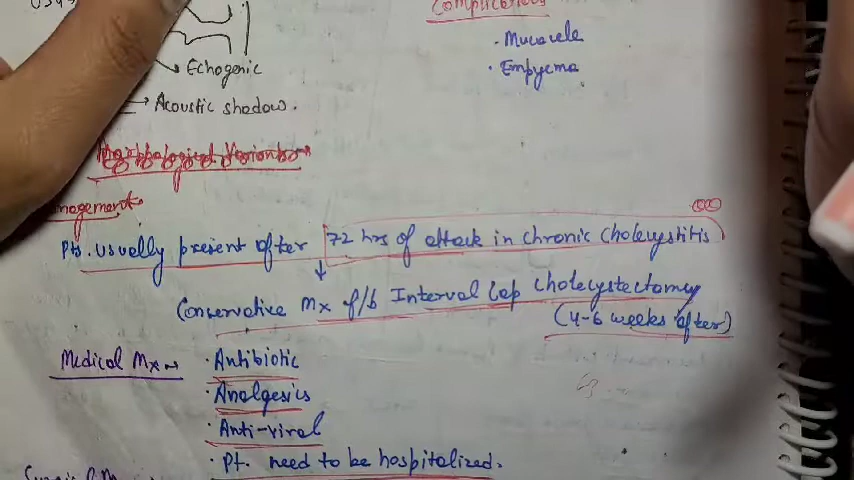 Complications
· Mucocele
· Empyema
Echogenic
Acoustic shadow.
Pts. usually present after 72 hrs of attack in chronic cholecystitis
Conservative Mx f/b Interval Lap cholecystectomy
(4-6 weeks after)
Medical Mx → · Antibiotic
· Analgesics
· Anti-viral
· Pt. need to be hospitalized.